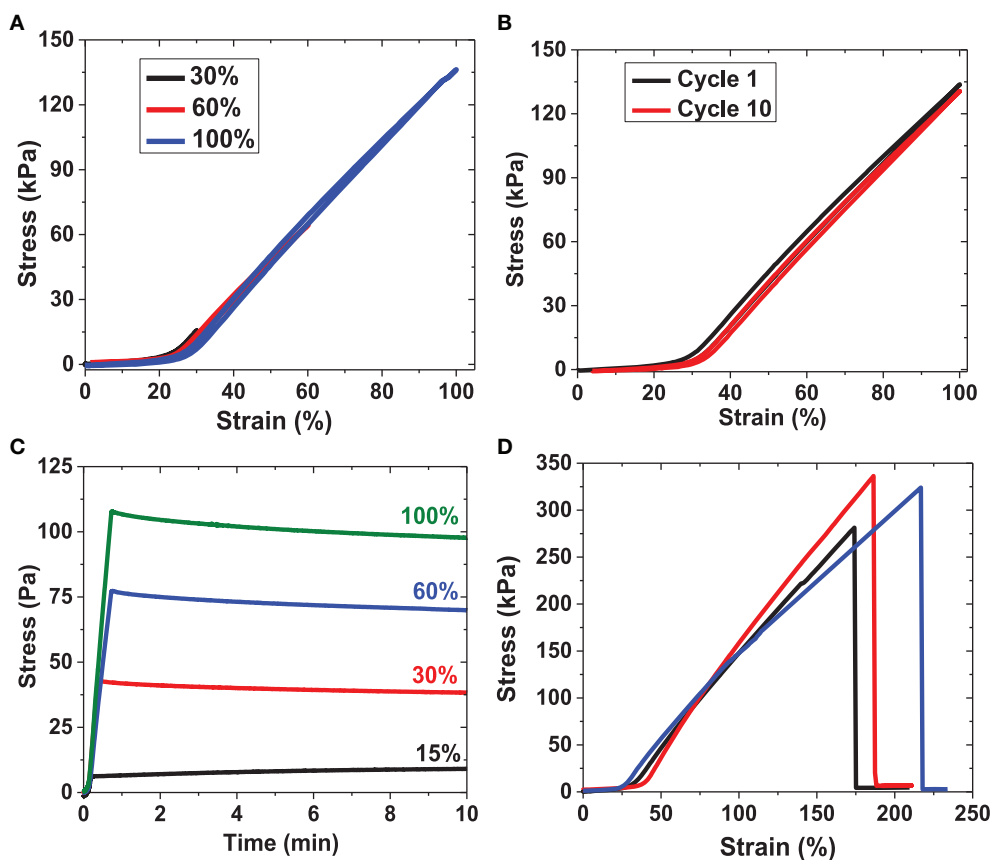 A
150
120
90
60
30
0
Stress (kPa)
30%
60%
100%
0 20 40 60 80 100
Strain (%)
B
150
120
90
60
30
0
Stress (kPa)
Cycle 1
Cycle 10
0 20 40 60 80 100
Strain (%)
C
125
100
75
50
25
0
Stress (Pa)
100%
60%
30%
15%
0 2 4 6 8 10
Time (min)
D
350
300
250
200
150
100
50
0
Stress (kPa)
0 50 100 150 200 250
Strain (%)